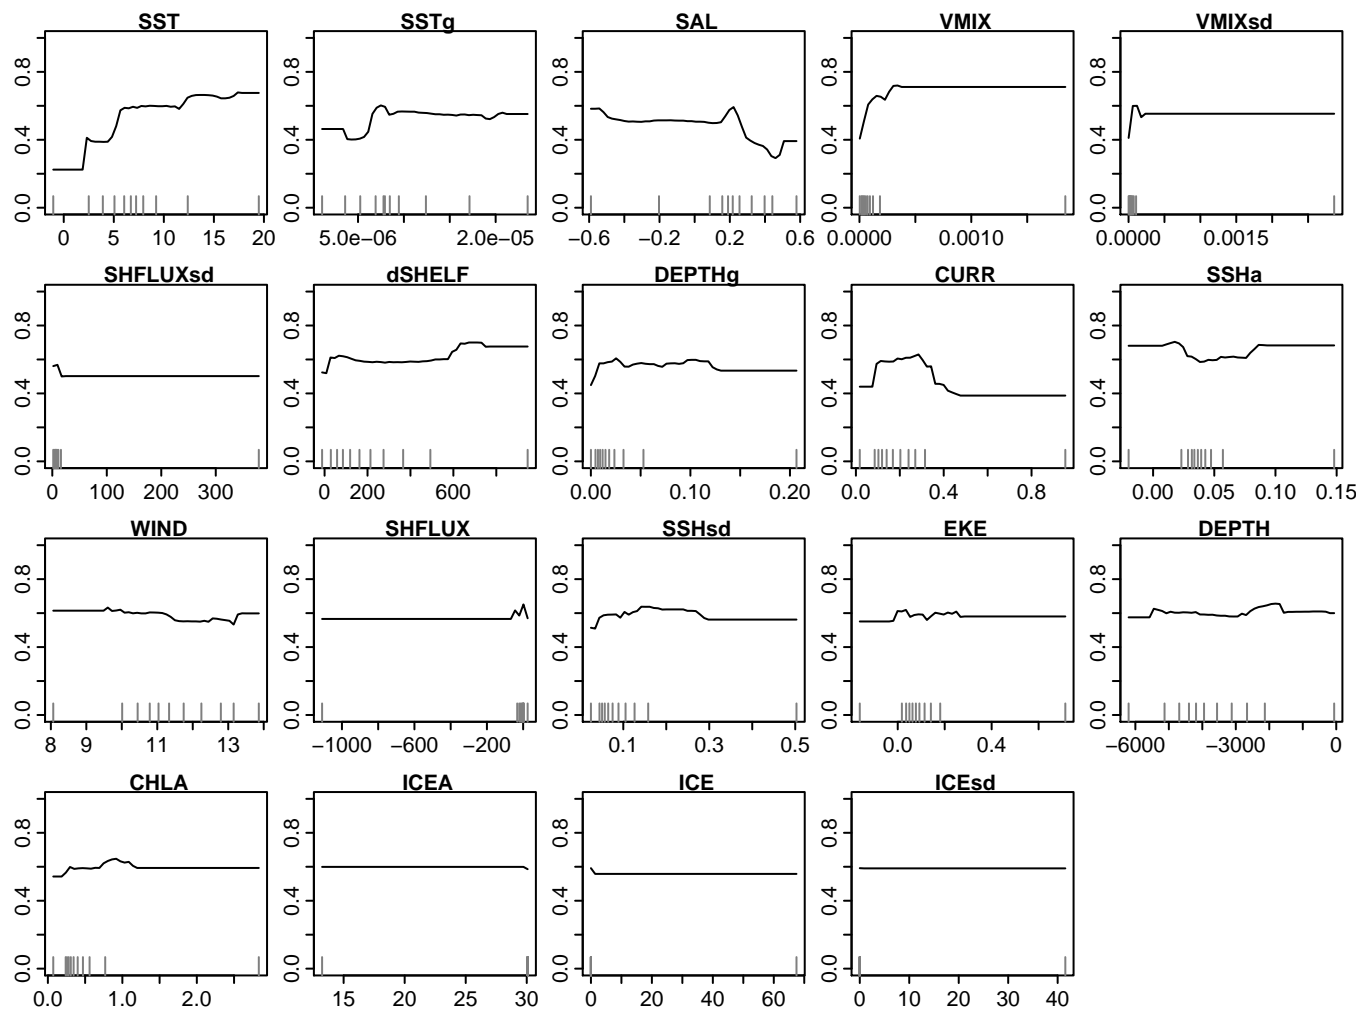 SST SSTg SAL VMIX VMIXsd
0.0 0.4 0.8 0.0 0.4 0.8 0.0 0.4 0.8 0.0 0.4 0.8 0.0 0.4 0.8
0 5 10 15 20 5.0e−06 2.0e−05 −0.6 −0.2 0.2 0.6 0.0000 0.0010 0.0000 0.0015
SHFLUXsd dSHELF DEPTHg CURR SSHa
0.0 0.4 0.8 0.0 0.4 0.8 0.0 0.4 0.8 0.0 0.4 0.8 0.0 0.4 0.8
0 100 200 300 0 200 600 0.00 0.10 0.20 0.0 0.4 0.8 0.00 0.05 0.10 0.15
WIND SHFLUX SSHsd EKE DEPTH
0.0 0.4 0.8 0.0 0.4 0.8 0.0 0.4 0.8 0.0 0.4 0.8 0.0 0.4 0.8
8 9 11 13 −1000 −600 −200 0.1 0.3 0.5 0.0 0.4 −6000 −3000 0
CHLA ICEA ICE ICEsd
0.0 0.4 0.8 0.0 0.4 0.8 0.0 0.4 0.8 0.0 0.4 0.8
0.0 1.0 2.0 15 20 25 30 0 20 40 60 0 10 20 30 40